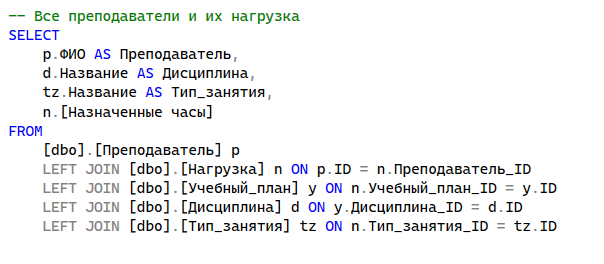 -- Все преподаватели и их нагрузка
SELECT
    p.ФИО AS Преподаватель,
    d.Название AS Дисциплина,
    tz.Название AS Тип_занятия,
    n.[Назначенные часы]
FROM
    [dbo].[Преподаватель] p
    LEFT JOIN [dbo].[Нагрузка] n ON p.ID = n.Преподаватель_ID
    LEFT JOIN [dbo].[Учебный_план] y ON n.Учебный_план_ID = y.ID
    LEFT JOIN [dbo].[Дисциплина] d ON y.Дисциплина_ID = d.ID
    LEFT JOIN [dbo].[Тип_занятия] tz ON n.Тип_занятия_ID = tz.ID